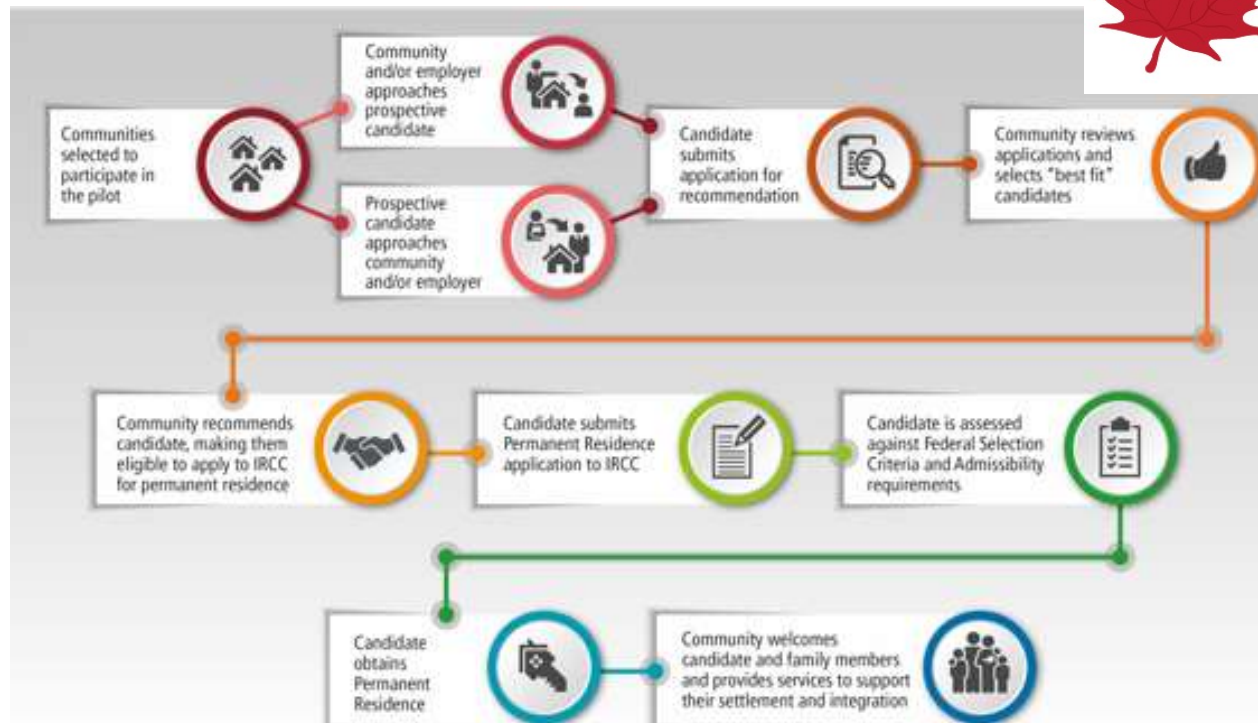 Communities
selected to
participate in
the pilot
Community
and/or employer
approaches
prospective
candidate
Prospective
candidate
approaches
community
and/or employer
Candidate
submits
application for
recommendation
Community reviews
applications and
selects "best fit"
candidates
Community recommends
candidate, making them
eligible to apply to IRCC
for permanent residence
Candidate submits
Permanent Residence
application to IRCC
Candidate is assessed
against Federal Selection
Criteria and Admissibility
requirements
Candidate
obtains
Permanent
Residence
Community welcomes
candidate and family members
and provides services to support
their settlement and integration